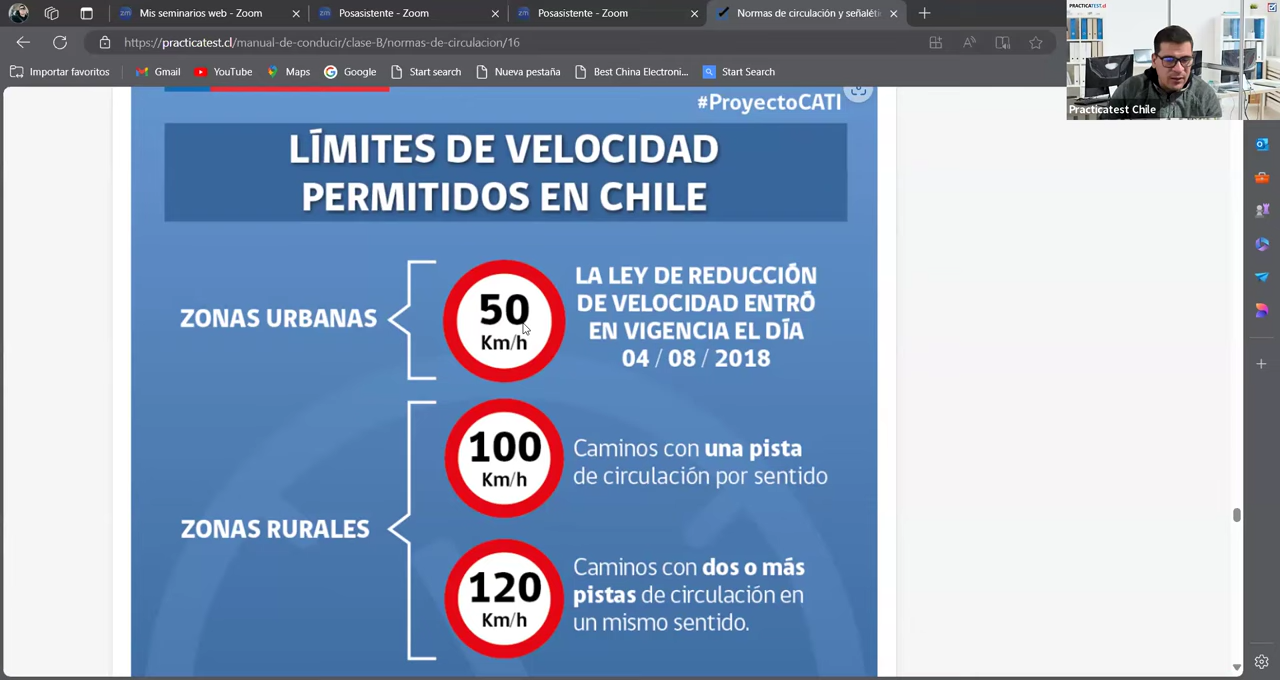 Mis seminarios web - Zoom
Posasistente - Zoom
Posasistente - Zoom
Normas de circulación y señaléti
https://practicatest.cl/manual-de-conducir/clase-B/normas-de-circulacion/16
Importar favoritos
Gmail
YouTube
Maps
Google
Start search
Nueva pestaña
Best China Electroni...
Start Search
PRACTICATEST.cl
Practicatest Chile
#ProyectoCATI
LÍMITES DE VELOCIDAD
PERMITIDOS EN CHILE
ZONAS URBANAS
50
Km/h
LA LEY DE REDUCCIÓN
DE VELOCIDAD ENTRÓ
EN VIGENCIA EL DÍA
04 / 08 / 2018
ZONAS RURALES
100
Km/h
Caminos con una pista
de circulación por sentido
120
Km/h
Caminos con dos o más
pistas de circulación en
un mismo sentido.